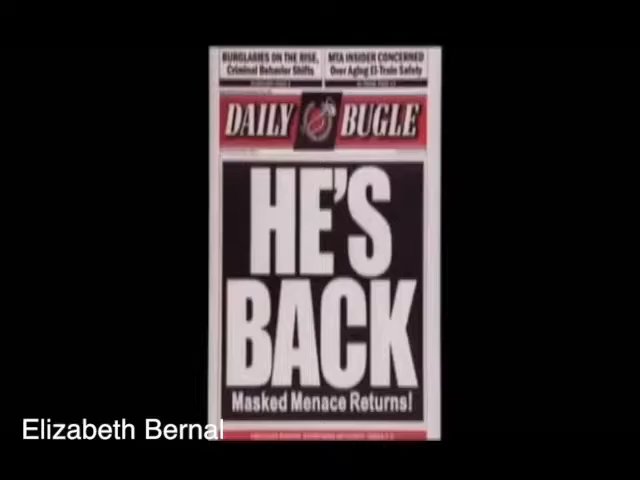 BURGLARIES ON THE RISE,
Criminal Behavior Shifts
MTA INSIDER CONCERNED
Over Aging El-Train Safety
DAILY BUGLE
HE'S
BACK
Masked Menace Returns!
Elizabeth Bernal